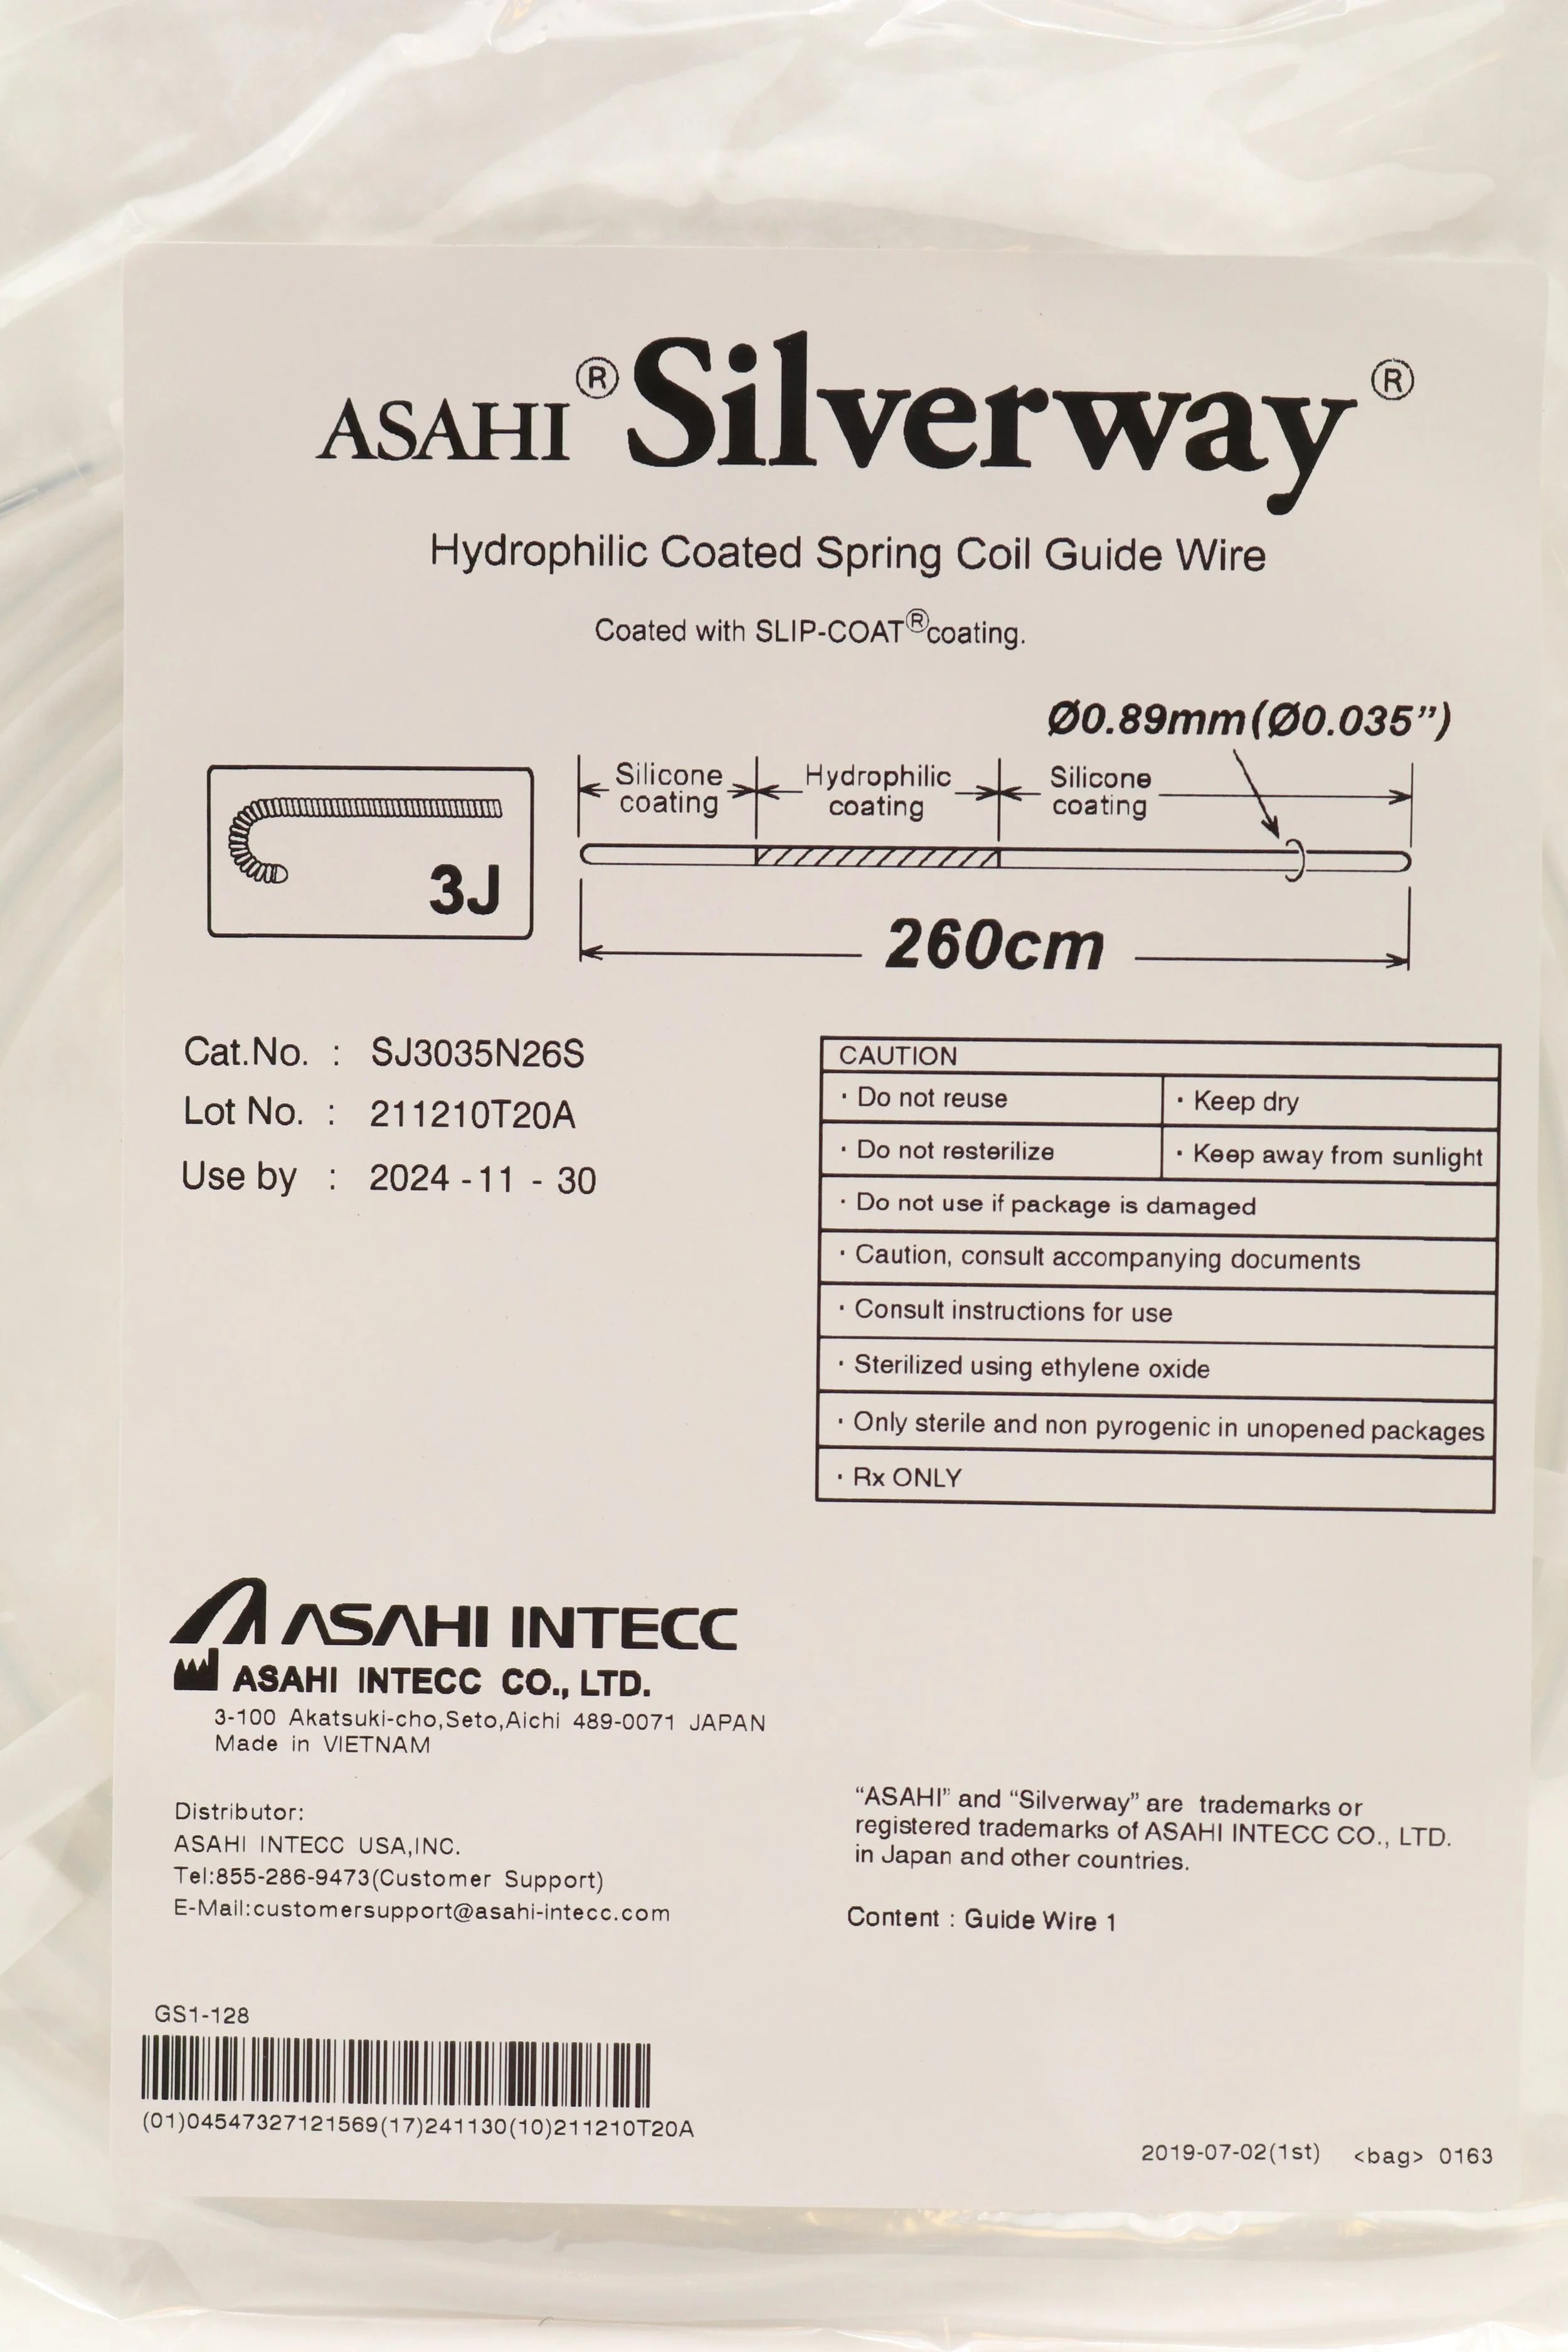 ASAHI® Silverway®
Hydrophilic Coated Spring Coil Guide Wire
Coated with SLIP-COAT®coating.
Ø0.89mm(Ø0.035”)
Silicone coating
Hydrophilic coating
Silicone coating
3J
260cm
Cat.No. : SJ3035N26S
Lot No. : 211210T20A
Use by : 2024 -11 - 30
CAUTION
· Do not reuse
· Keep dry
· Do not resterilize
· Keep away from sunlight
· Do not use if package is damaged
· Caution, consult accompanying documents
· Consult instructions for use
· Sterilized using ethylene oxide
· Only sterile and non pyrogenic in unopened packages
· Rx ONLY
ASAHI INTECC
ASAHI INTECC CO., LTD.
3-100 Akatsuki-cho,Seto,Aichi 489-0071 JAPAN
Made in VIETNAM
Distributor:
ASAHI INTECC USA,INC.
Tel:855-286-9473(Customer Support)
E-Mail:customersupport@asahi-intecc.com
“ASAHI” and “Silverway” are trademarks or
registered trademarks of ASAHI INTECC CO., LTD.
in Japan and other countries.
Content : Guide Wire 1
GS1-128
(01)04547327121569(17)241130(10)211210T20A
2019-07-02(1st) <bag> 0163